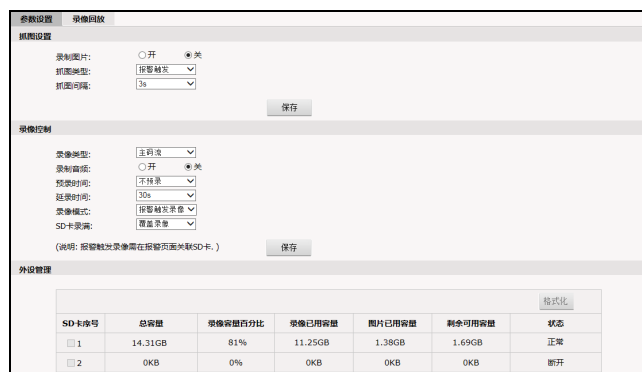 参数设置 录像回放
抓图设置
录制图片: 开 关
抓图类型: 报警触发
抓图间隔: 3s
保存
录像控制
录像类型: 主码流
录制音频: 开 关
预录时间: 不预录
延录时间: 30s
录像模式: 报警触发录像
SD卡录满: 覆盖录像
(说明: 报警触发录像需在报警页面关联SD卡. ) 保存
外设管理
格式化
SD卡序号 总容量 录像容量百分比 录像已用容量 图片已用容量 剩余可用容量 状态
1 14.31GB 81% 11.25GB 1.38GB 1.69GB 正常
2 0KB 0% 0KB 0KB 0KB 断开